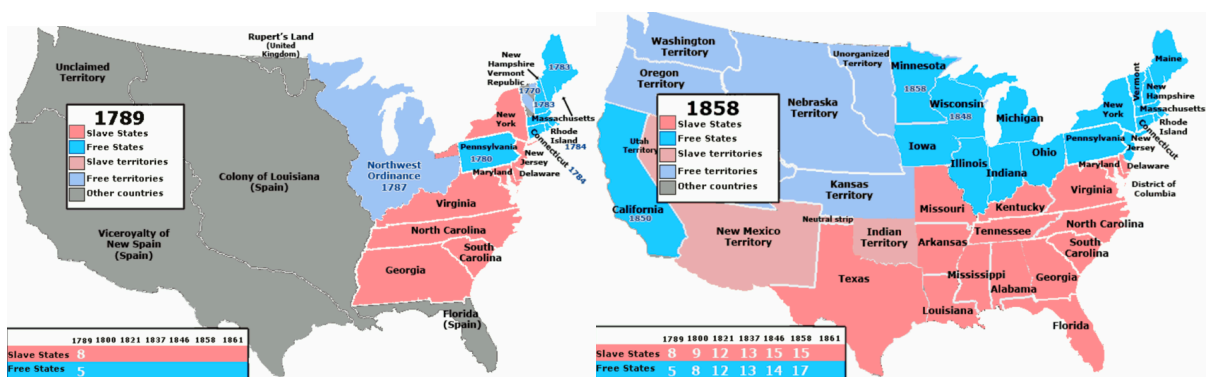 Rupert's Land
(United
Kingdom)
Unclaimed
Territory
1789
Slave States
Free States
Slave territories
Free territories
Other countries
Colony of Louisiana
(Spain)
Viceroyalty of
New Spain
(Spain)
Northwest
Ordinance
1787
New
Hampshire
Vermont
Republic
1770
1783
1783
Massachusetts
New
York
Rhode
Island
1784
Connecticut 1784
Pennsylvania
1780
New
Jersey
Maryland
Delaware
Virginia
North Carolina
South
Carolina
Georgia
Florida
(Spain)
1789 1800 1821 1837 1846 1858 1861
Slave States 8
Free States 5
Washington
Territory
Oregon
Territory
Unorganized
Territory
Minnesota
1858
1858
Slave States
Free States
Slave territories
Free territories
Other countries
Nebraska
Territory
Wisconsin
1848
Michigan
Maine
Vermont
New
Hampshire
New
York
Massachusetts
Rhode
Island
Connecticut
Utah
Territory
Iowa
Illinois
Indiana
Ohio
Pennsylvania
New
Jersey
Maryland
Delaware
District of
Columbia
California
1850
Kansas
Territory
Missouri
Kentucky
Virginia
New Mexico
Territory
Neutral strip
Indian
Territory
Tennessee
North Carolina
Arkansas
South
Carolina
Texas
Mississippi
Alabama
Georgia
Louisiana
Florida
1789 1800 1821 1837 1846 1858 1861
Slave States 8 9 12 13 15 15
Free States 5 8 12 13 14 17